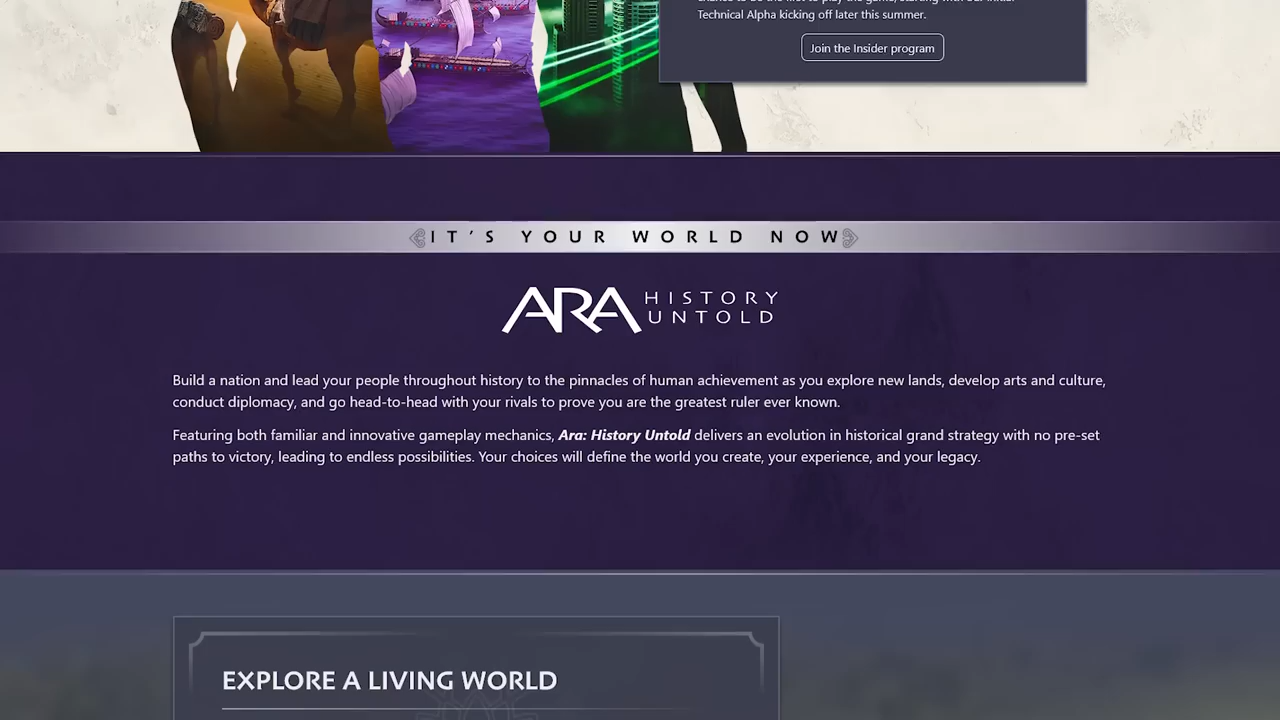 Technical Alpha kicking off later this summer.
Join the Insider program
IT'S YOUR WORLD NOW
ARA HISTORY
UNTOLD
Build a nation and lead your people throughout history to the pinnacles of human achievement as you explore new lands, develop arts and culture,
conduct diplomacy, and go head-to-head with your rivals to prove you are the greatest ruler ever known.
Featuring both familiar and innovative gameplay mechanics, Ara: History Untold delivers an evolution in historical grand strategy with no pre-set
paths to victory, leading to endless possibilities. Your choices will define the world you create, your experience, and your legacy.
EXPLORE A LIVING WORLD